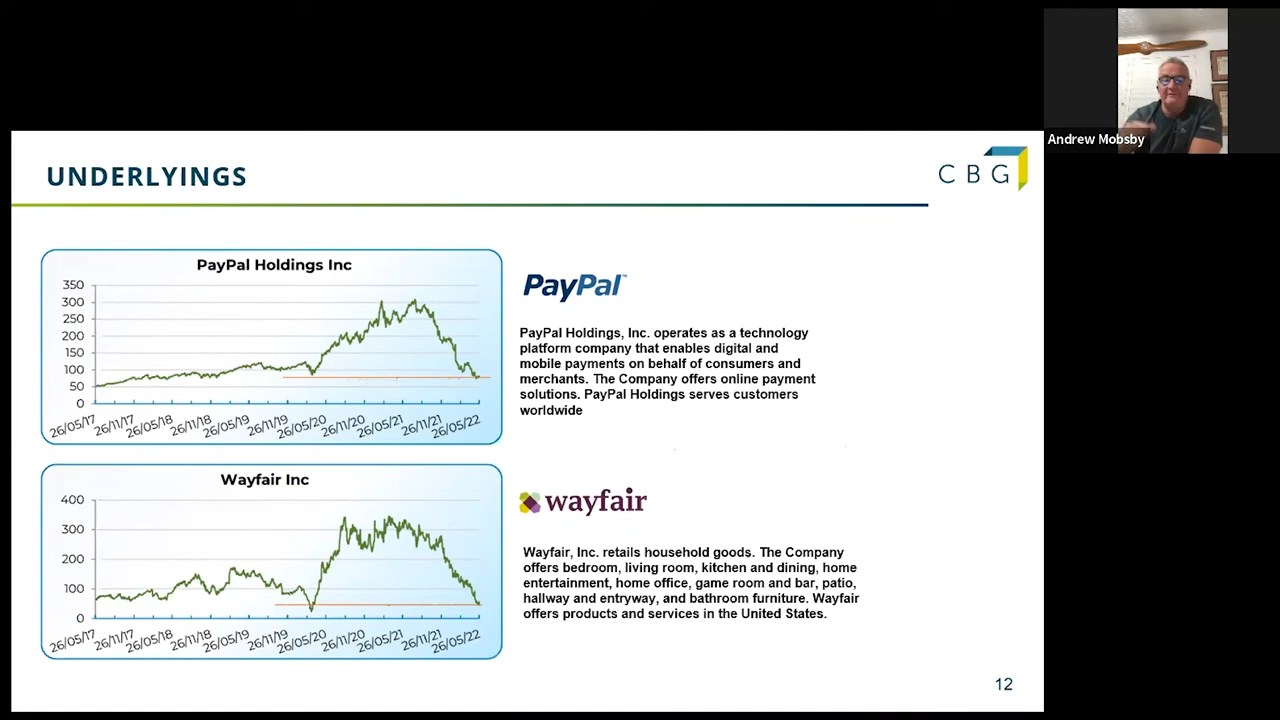 Andrew Mobsby
UNDERLYINGS
CBG
PayPal Holdings Inc
350
300
250
200
150
100
50
0
26/05/17
26/11/17
26/05/18
26/11/18
26/05/19
26/11/19
26/05/20
26/11/20
26/05/21
26/11/21
26/05/22
PayPal™
PayPal Holdings, Inc. operates as a technology
platform company that enables digital and
mobile payments on behalf of consumers and
merchants. The Company offers online payment
solutions. PayPal Holdings serves customers
worldwide
Wayfair Inc
400
300
200
100
0
26/05/17
26/11/17
26/05/18
26/11/18
26/05/19
26/11/19
26/05/20
26/11/20
26/05/21
26/11/21
26/05/22
wayfair
Wayfair, Inc. retails household goods. The Company
offers bedroom, living room, kitchen and dining, home
entertainment, home office, game room and bar, patio,
hallway and entryway, and bathroom furniture. Wayfair
offers products and services in the United States.
12